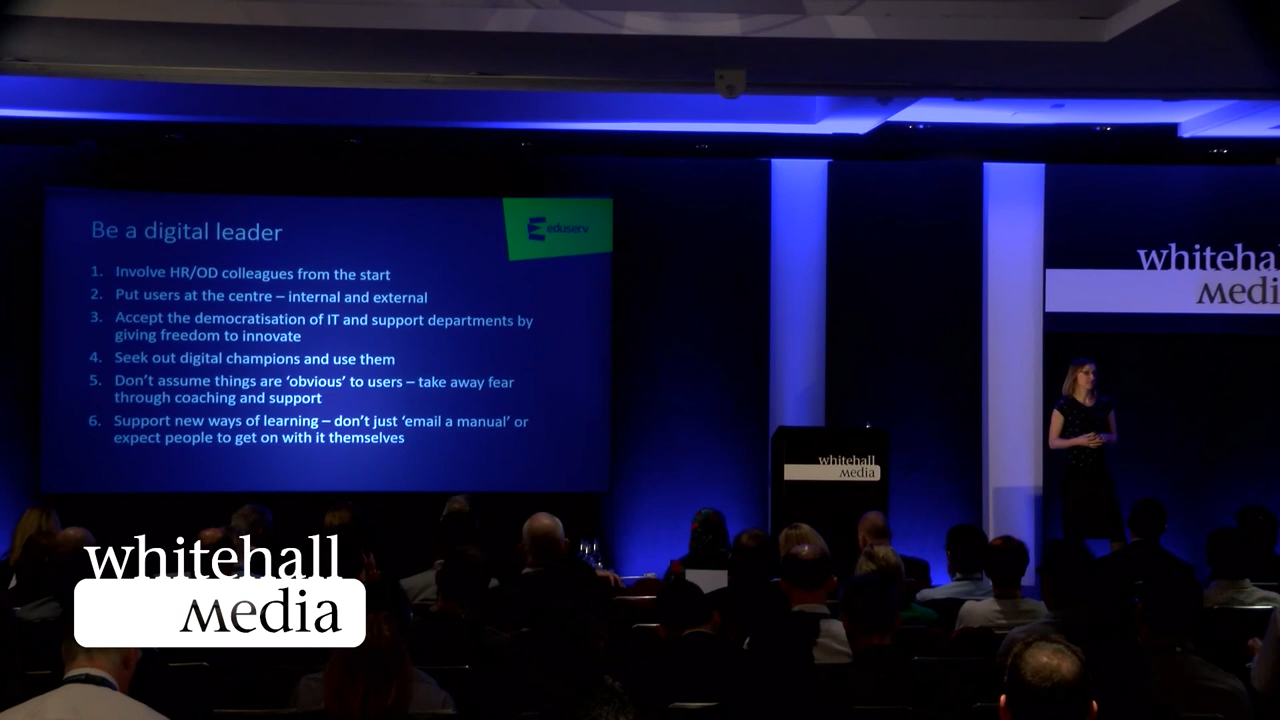 Be a digital leader
eduserv
1. Involve HR/OD colleagues from the start
2. Put users at the centre – internal and external
3. Accept the democratisation of IT and support departments by
giving freedom to innovate
4. Seek out digital champions and use them
5. Don't assume things are ‘obvious’ to users – take away fear
through coaching and support
6. Support new ways of learning – don't just ‘email a manual’ or
expect people to get on with it themselves
whitehal
Medi
whitehall
Media
whitehall
Media